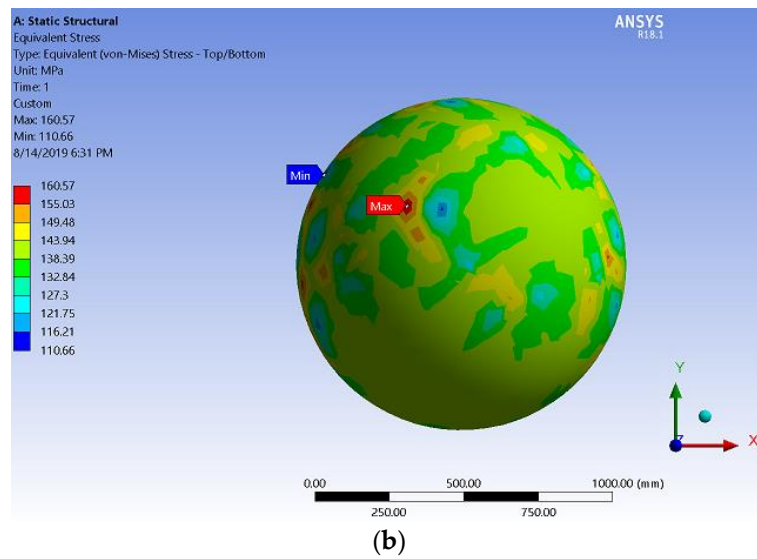 A: Static Structural
Equivalent Stress
Type: Equivalent (von-Mises) Stress - Top/Bottom
Unit: MPa
Time: 1
Custom
Max: 160.57
Min: 110.66
8/14/2019 6:31 PM
ANSYS
R18.1
160.57
155.03
149.48
143.94
138.39
132.84
127.3
121.75
116.21
110.66
Min
Max
Y
X
Z
0.00 500.00 1000.00 (mm)
250.00 750.00
(b)